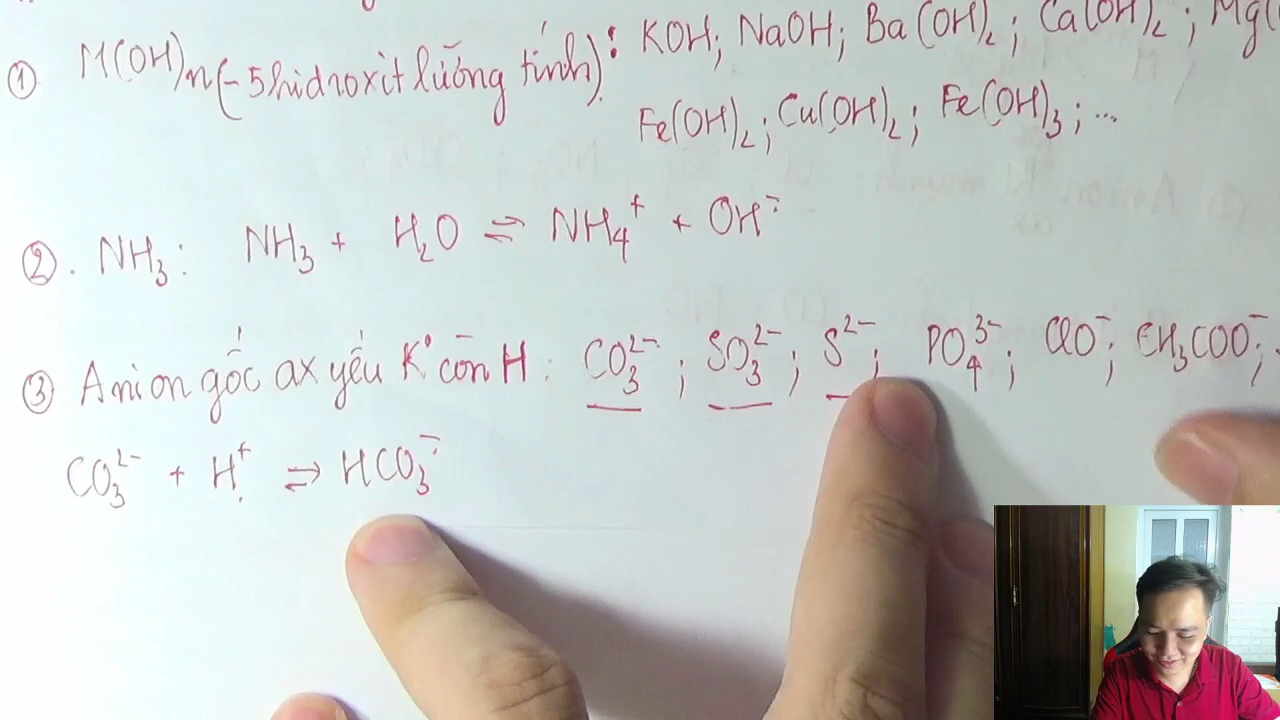 ① M(OH)n (- 5 hidroxit lưỡng tính): KOH; NaOH; Ba(OH)₂; Ca(OH)₂; Mg(
Fe(OH)₂; Cu(OH)₂; Fe(OH)₃; ...
②. NH₃: NH₃ + H₂O ⇌ NH₄⁺ + OH⁻
③ Anion gốc ax yếu K° còn H: CO₃²⁻; SO₃²⁻; S²⁻; PO₄³⁻; ClO⁻; CH₃COO⁻;
CO₃²⁻ + H⁺ ⇌ HCO₃⁻